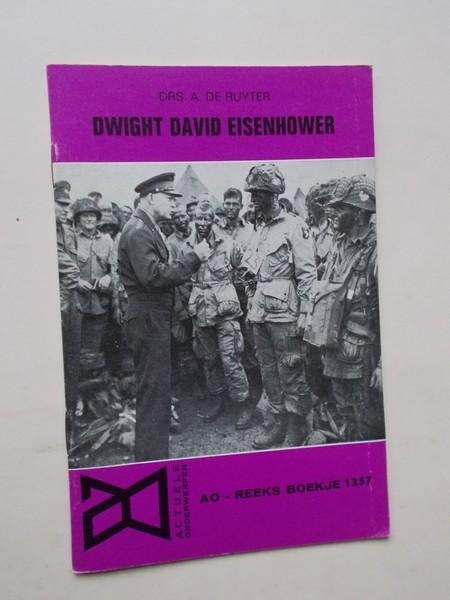 DRS. A. DE RUYTER
DWIGHT DAVID EISENHOWER
ACTUELE
ONDERWERPEN
AO - REEKS BOEKJE 1257